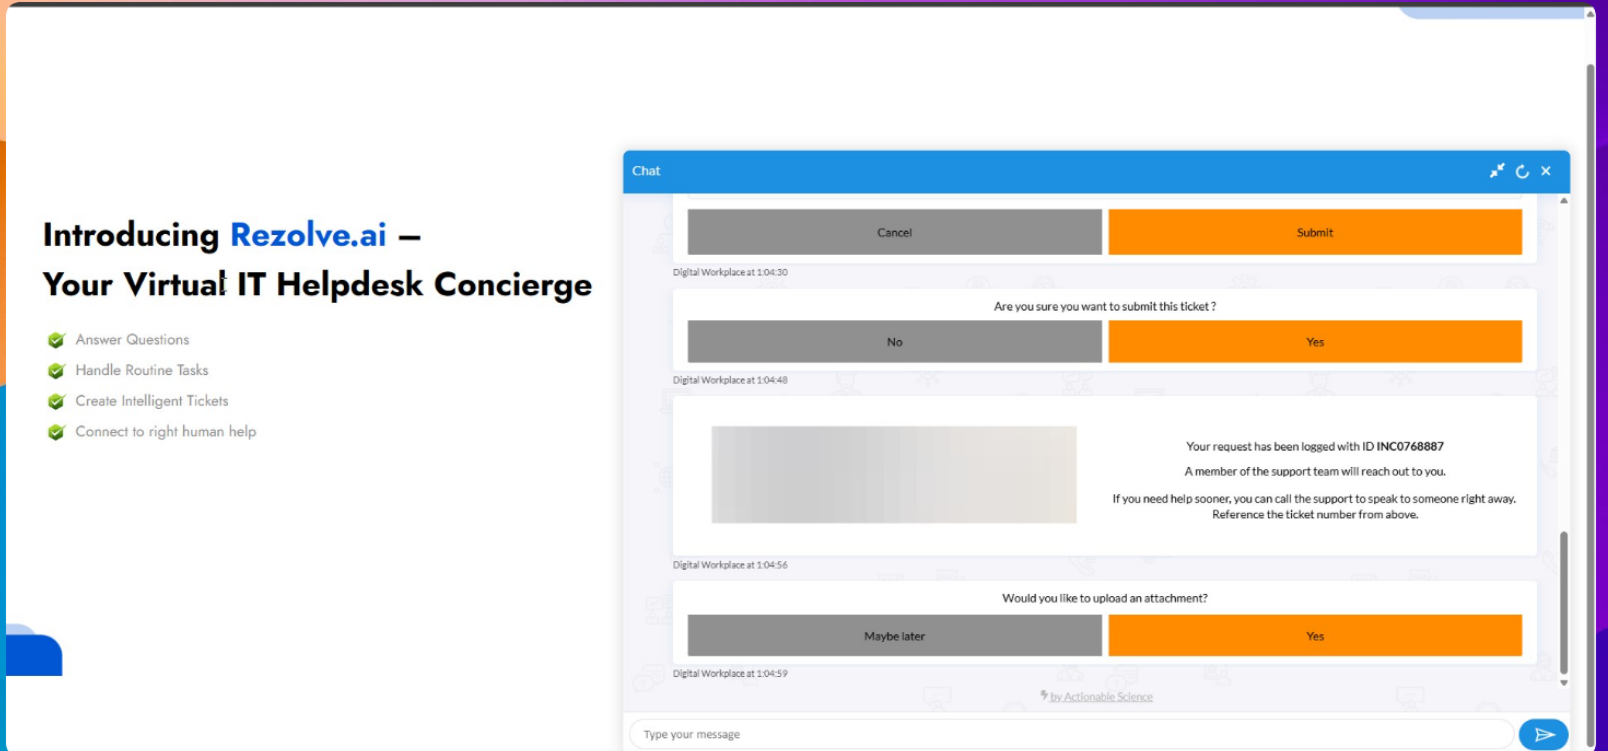 Introducing Rezolve.ai –
Your Virtual IT Helpdesk Concierge
Answer Questions
Handle Routine Tasks
Create Intelligent Tickets
Connect to right human help
Chat
Cancel
Submit
Digital Workplace at 1:04:30
Are you sure you want to submit this ticket ?
No
Yes
Digital Workplace at 1:04:48
Your request has been logged with ID INC0768887
A member of the support team will reach out to you.
If you need help sooner, you can call the support to speak to someone right away.
Reference the ticket number from above.
Digital Workplace at 1:04:56
Would you like to upload an attachment?
Maybe later
Yes
Digital Workplace at 1:04:59
by Actionable Science
Type your message